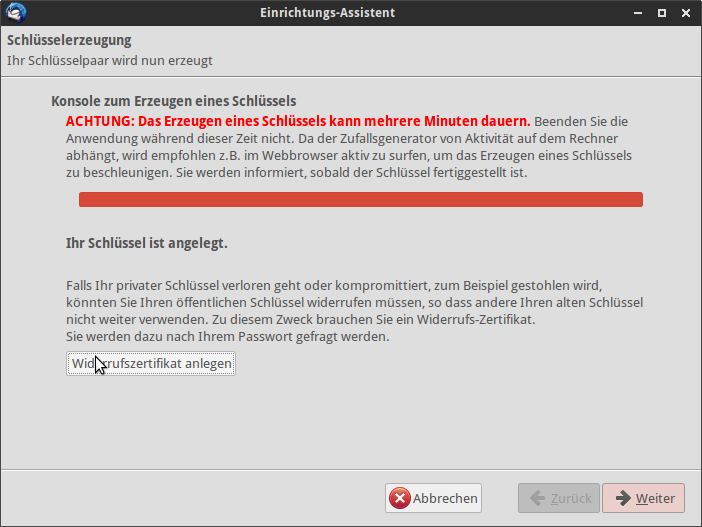 Einrichtungs-Assistent
Schlüsselerzeugung
Ihr Schlüsselpaar wird nun erzeugt
Konsole zum Erzeugen eines Schlüssels
ACHTUNG: Das Erzeugen eines Schlüssels kann mehrere Minuten dauern. Beenden Sie die
Anwendung während dieser Zeit nicht. Da der Zufallsgenerator von Aktivität auf dem Rechner
abhängt, wird empfohlen z.B. im Webbrowser aktiv zu surfen, um das Erzeugen eines Schlüssels
zu beschleunigen. Sie werden informiert, sobald der Schlüssel fertiggestellt ist.
Ihr Schlüssel ist angelegt.
Falls Ihr privater Schlüssel verloren geht oder kompromittiert, zum Beispiel gestohlen wird,
könnten Sie Ihren öffentlichen Schlüssel widerrufen müssen, so dass andere Ihren alten Schlüssel
nicht weiter verwenden. Zu diesem Zweck brauchen Sie ein Widerrufs-Zertifikat.
Sie werden dazu nach Ihrem Passwort gefragt werden.
Widerrufszertifikat anlegen
Abbrechen
Zurück
Weiter